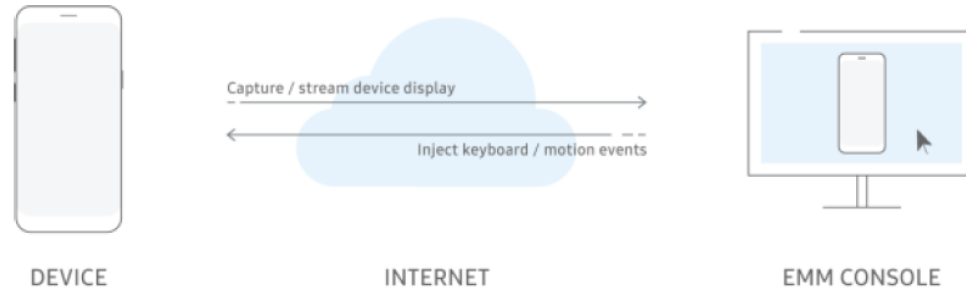 Capture / stream device display
Inject keyboard / motion events
DEVICE
INTERNET
EMM CONSOLE